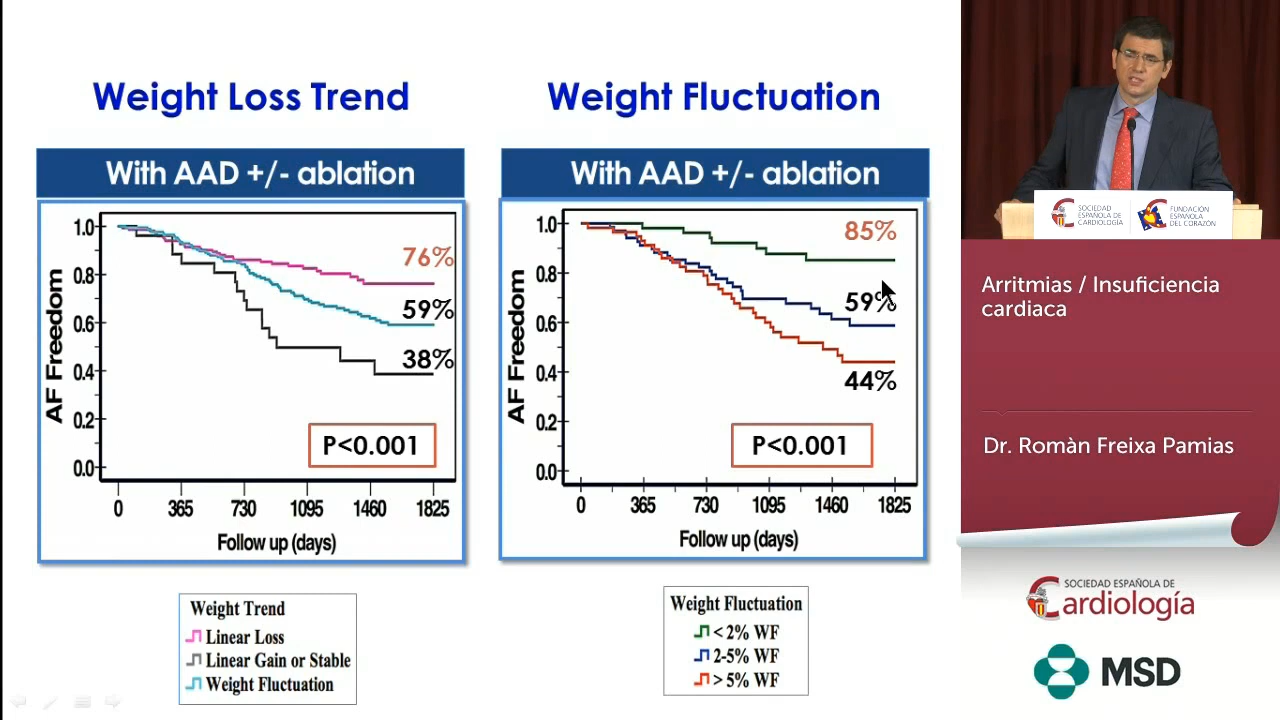 Weight Loss Trend
With AAD +/- ablation
AF Freedom
1.0
0.8
0.6
0.4
0.2
0.0
76%
59%
38%
P<0.001
0 365 730 1095 1460 1825
Follow up (days)
Weight Trend
Linear Loss
Linear Gain or Stable
Weight Fluctuation
Weight Fluctuation
With AAD +/- ablation
AF Freedom
1.0
0.8
0.6
0.4
0.2
0.0
85%
59%
44%
P<0.001
0 365 730 1095 1460 1825
Follow up (days)
Weight Fluctuation
< 2% WF
2-5% WF
> 5% WF
SOCIEDAD
ESPAÑOLA DE
CARDIOLOGÍA
FUNDACIÓN
ESPAÑOLA
DEL CORAZÓN
Arritmias / Insuficiencia
cardiaca
Dr. Romàn Freixa Pamias
SOCIEDAD ESPAÑOLA DE
Cardiología
MSD